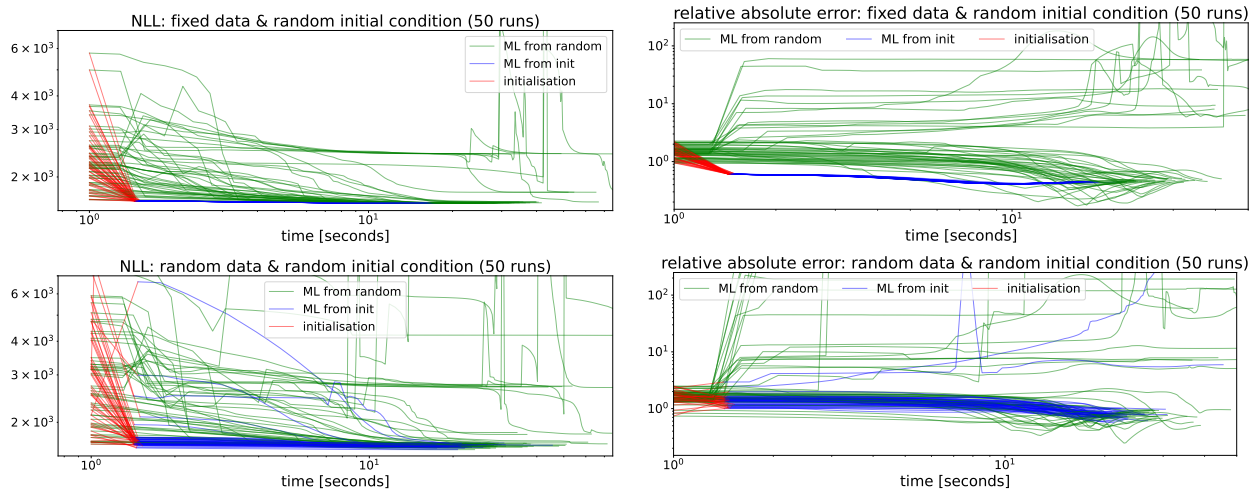 NLL: fixed data & random initial condition (50 runs)
6 × 10³
4 × 10³
3 × 10³
2 × 10³
ML from random
ML from init
initialisation
10⁰
10¹
time [seconds]
relative absolute error: fixed data & random initial condition (50 runs)
10²
10¹
10⁰
ML from random
ML from init
initialisation
10⁰
10¹
time [seconds]
NLL: random data & random initial condition (50 runs)
6 × 10³
4 × 10³
3 × 10³
2 × 10³
ML from random
ML from init
initialisation
10⁰
10¹
time [seconds]
relative absolute error: random data & random initial condition (50 runs)
10²
10¹
10⁰
ML from random
ML from init
initialisation
10⁰
10¹
time [seconds]